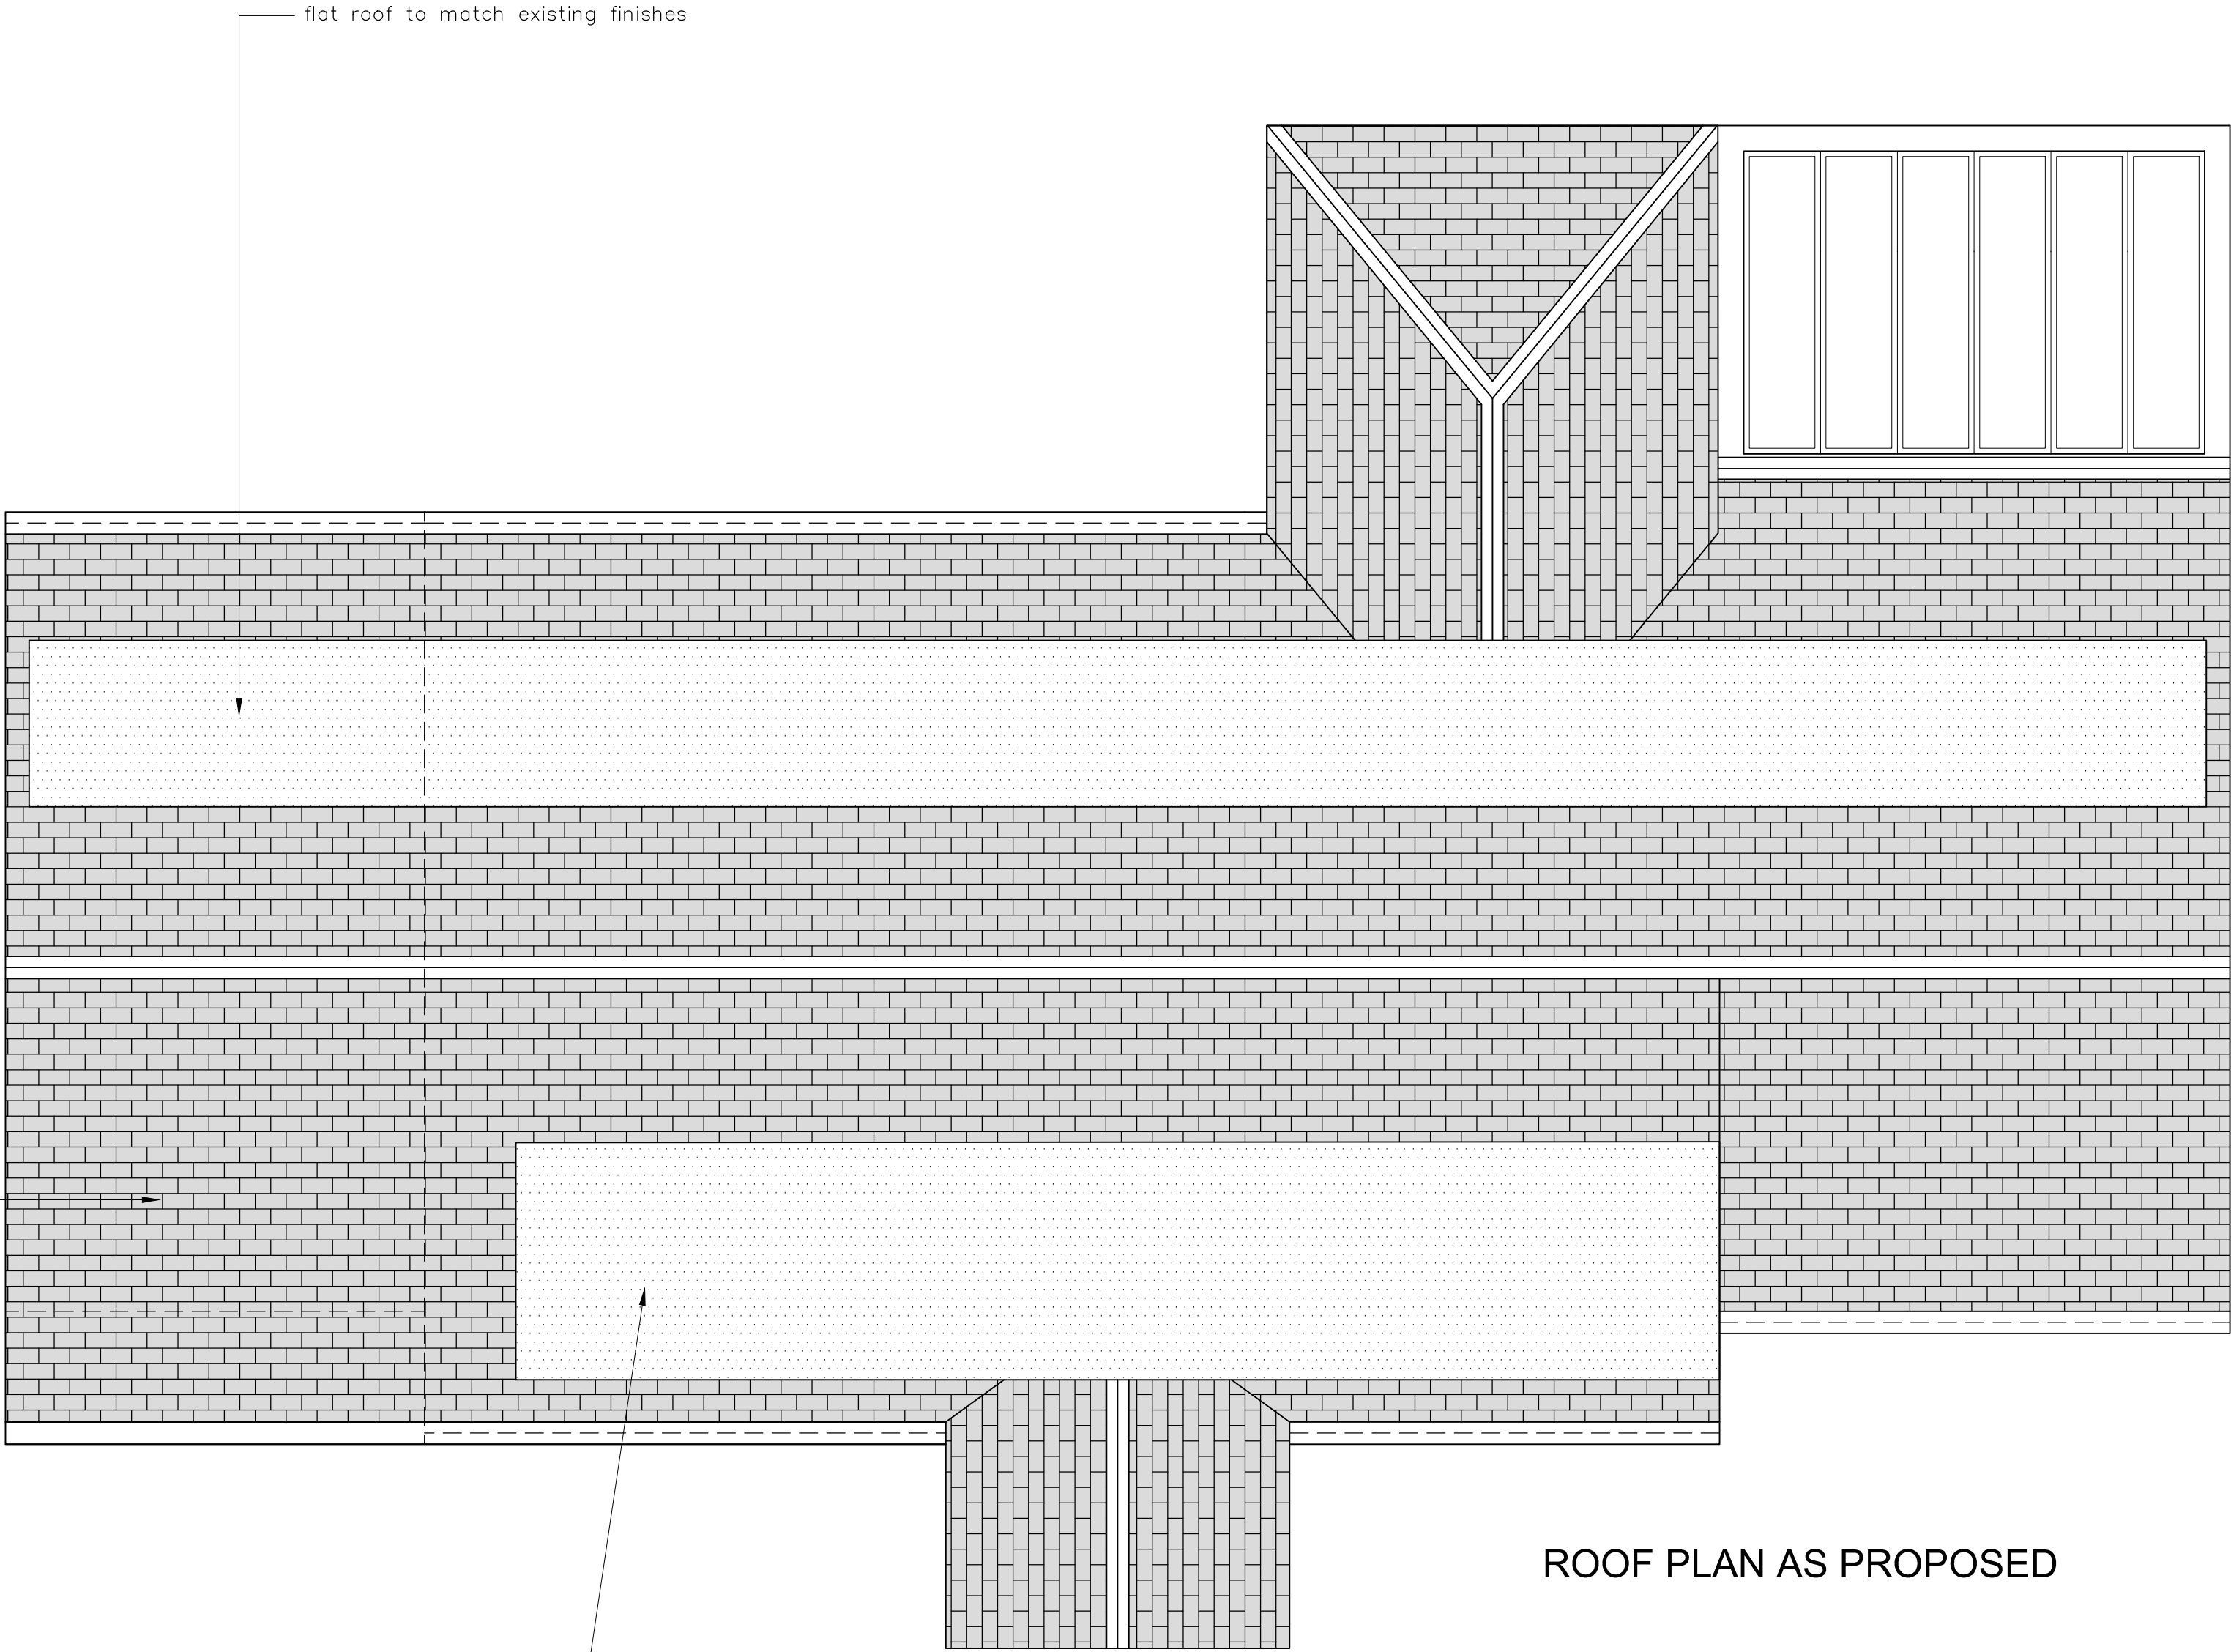 flat roof to match existing finishes
ROOF PLAN AS PROPOSED